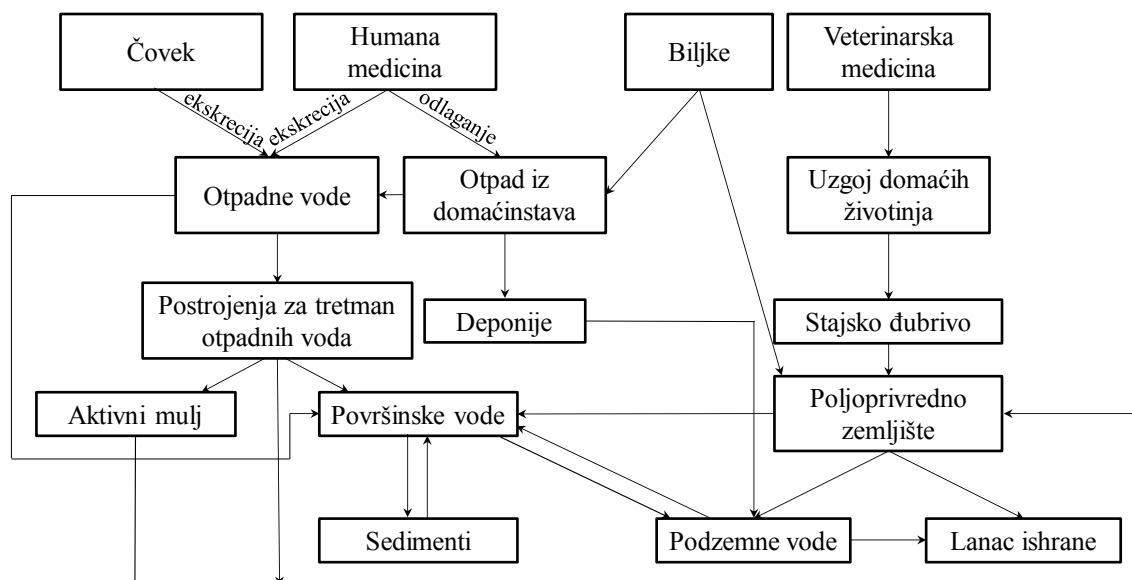 Čovek
Humana
medicina
Biljke
Veterinarska
medicina
ekskrecija
ekskrecija
odlaganje
Otpadne vode
Otpad iz
domaćinstava
Uzgoj domaćih
životinja
Postrojenja za tretman
otpadnih voda
Deponije
Stajsko đubrivo
Aktivni mulj
Površinske vode
Poljoprivredno
zemljište
Sedimenti
Podzemne vode
Lanac ishrane